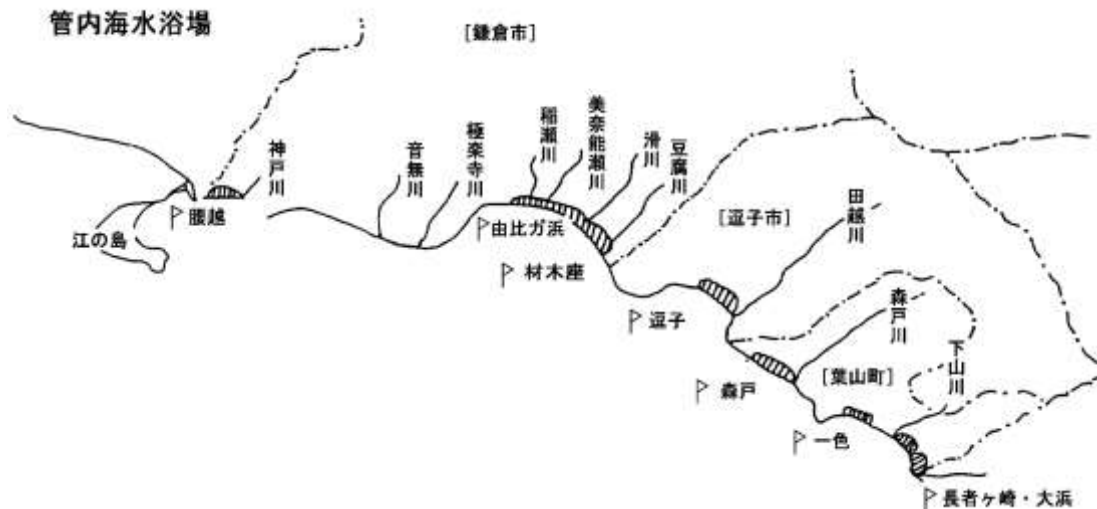 管内海水浴場
[鎌倉市]
神戸川
音無川
極楽寺川
稲瀬川
美奈能瀬川
滑川
豆腐川
[逗子市]
田越川
腰越
江の島
由比ガ浜
材木座
逗子
森戸川
下山川
[葉山町]
森戸
一色
長者ヶ崎・大浜